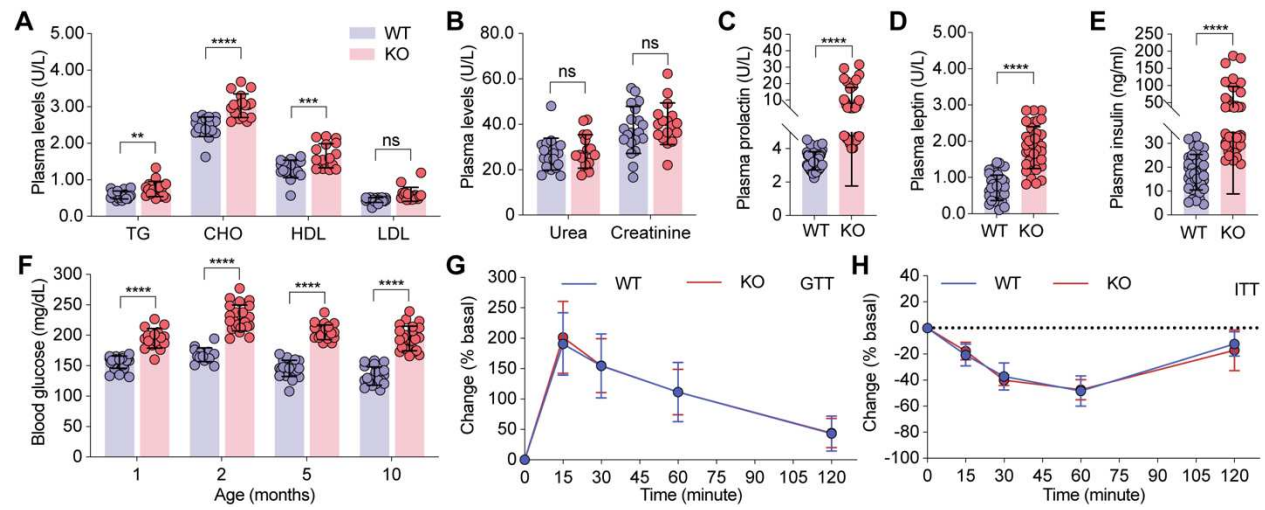 A
Plasma levels (U/L)
5.00
3.00
2.00
1.00
0.00
WT
KO
**
****
***
ns
TG CHO HDL LDL
B
Plasma levels (U/L)
80.0
60.0
40.0
20.0
0.0
ns
ns
Urea Creatinine
C
Plasma prolactin (U/L)
50
40
30
20
10
4
2
0
****
WT KO
D
Plasma leptin (U/L)
5.00
4.00
3.00
2.00
1.00
0.00
****
WT KO
E
Plasma insulin (ng/ml)
250
200
150
100
50
30
20
10
0
****
WT KO
F
Blood glucose (mg/dL)
300
250
200
150
100
50
0
****
****
****
****
1 2 5 10
Age (months)
G
Change (% basal)
300
250
200
150
100
50
0
WT KO GTT
0 15 30 45 60 75 90 105 120
Time (minute)
H
Change (% basal)
40
20
0
-20
-40
-60
-80
-100
WT KO ITT
0 15 30 45 60 75 90 105 120
Time (minute)